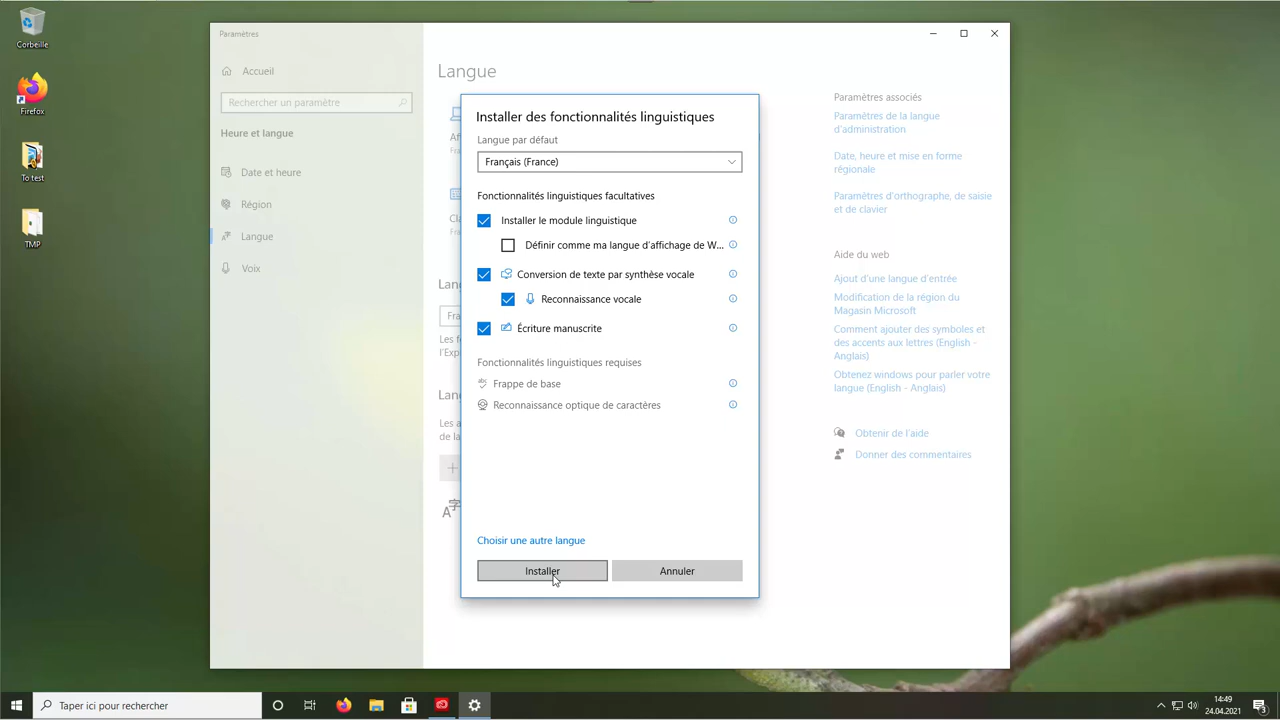 Corbeille
Firefox
To test
TMP
Paramètres
Accueil
Rechercher un paramètre
Heure et langue
Date et heure
Région
Langue
Voix
Langue
Installer des fonctionnalités linguistiques
Langue par défaut
Français (France)
Fonctionnalités linguistiques facultatives
Installer le module linguistique
Définir comme ma langue d'affichage de W...
Conversion de texte par synthèse vocale
Reconnaissance vocale
Écriture manuscrite
Fonctionnalités linguistiques requises
Frappe de base
Reconnaissance optique de caractères
Choisir une autre langue
Installer
Annuler
Paramètres associés
Paramètres de la langue
d'administration
Date, heure et mise en forme
régionale
Paramètres d'orthographe, de saisie
et de clavier
Aide du web
Ajout d'une langue d'entrée
Modification de la région du
Magasin Microsoft
Comment ajouter des symboles et
des accents aux lettres (English -
Anglais)
Obtenez windows pour parler votre
langue (English - Anglais)
Obtenir de l'aide
Donner des commentaires
Taper ici pour rechercher
14:49
24.04.2021
3